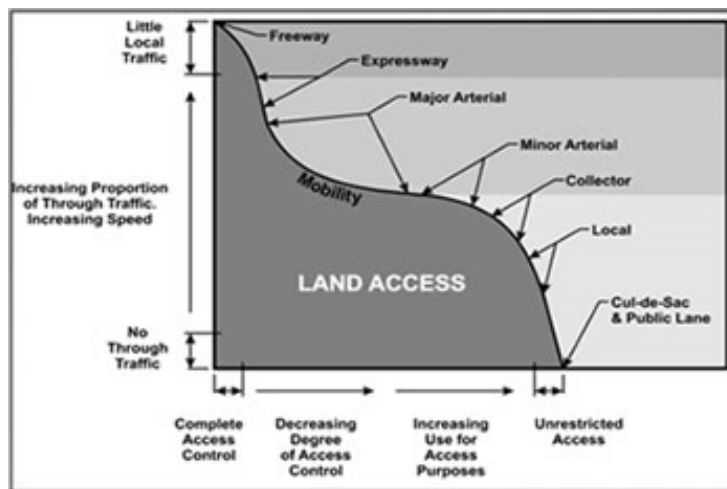 Little
Local
Traffic
Freeway
Expressway
Major Arterial
Minor Arterial
Collector
Local
Increasing Proportion
of Through Traffic.
Increasing Speed
Mobility
LAND ACCESS
Cul-de-Sac
& Public Lane
No
Through
Traffic
Complete
Access
Control
Decreasing
Degree
of Access
Control
Increasing
Use for
Access
Purposes
Unrestricted
Access